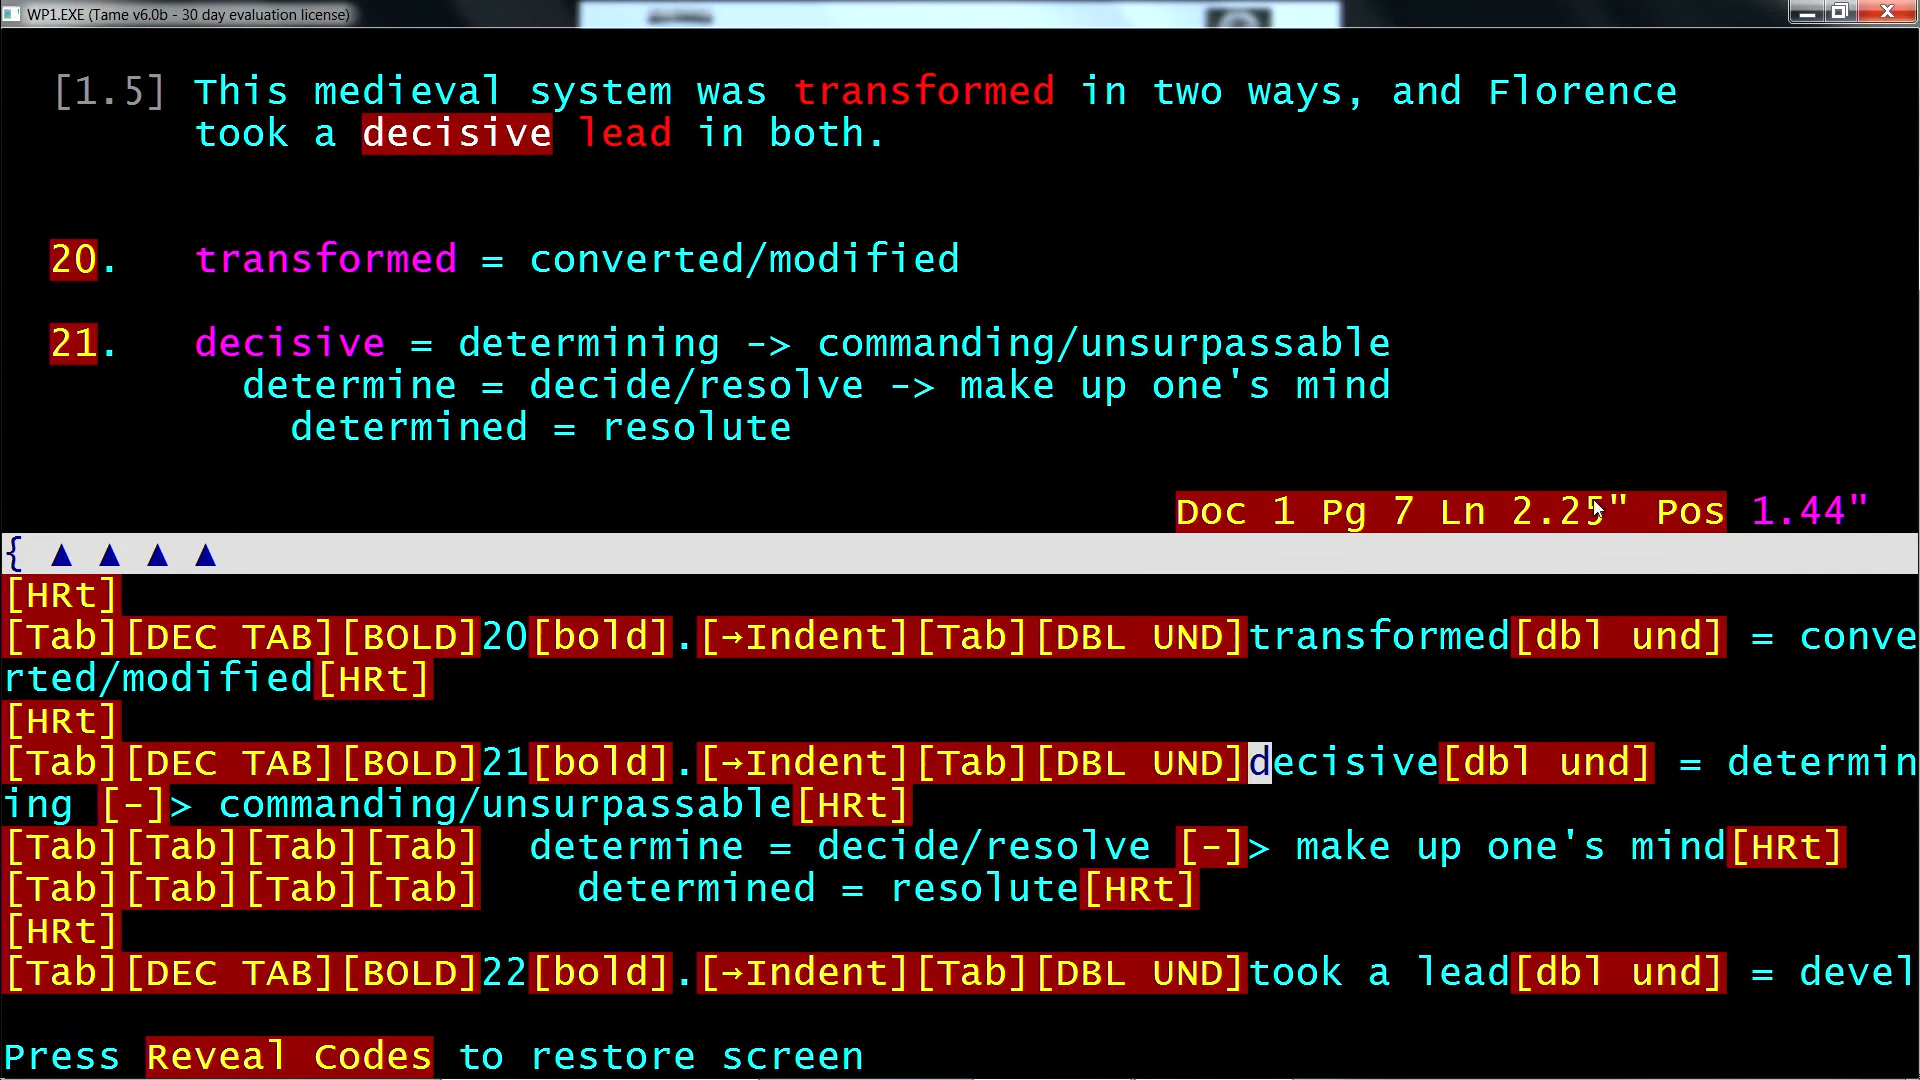 WP1.EXE (Tame v6.0b - 30 day evaluation license)
[1.5] This medieval system was transformed in two ways, and Florence
took a decisive lead in both.
20. transformed = converted/modified
21. decisive = determining -> commanding/unsurpassable
determine = decide/resolve -> make up one's mind
determined = resolute
Doc 1 Pg 7 Ln 2.25" Pos 1.44"
{ ▲ ▲ ▲ ▲
[HRt]
[Tab][DEC TAB][BOLD]20[bold].[→Indent][Tab][DBL UND]transformed[dbl und] = conve
rted/modified[HRt]
[HRt]
[Tab][DEC TAB][BOLD]21[bold].[→Indent][Tab][DBL UND]decisive[dbl und] = determin
ing [-]> commanding/unsurpassable[HRt]
[Tab][Tab][Tab][Tab] determine = decide/resolve [-]> make up one's mind[HRt]
[Tab][Tab][Tab][Tab] determined = resolute[HRt]
[HRt]
[Tab][DEC TAB][BOLD]22[bold].[→Indent][Tab][DBL UND]took a lead[dbl und] = devel
Press Reveal Codes to restore screen